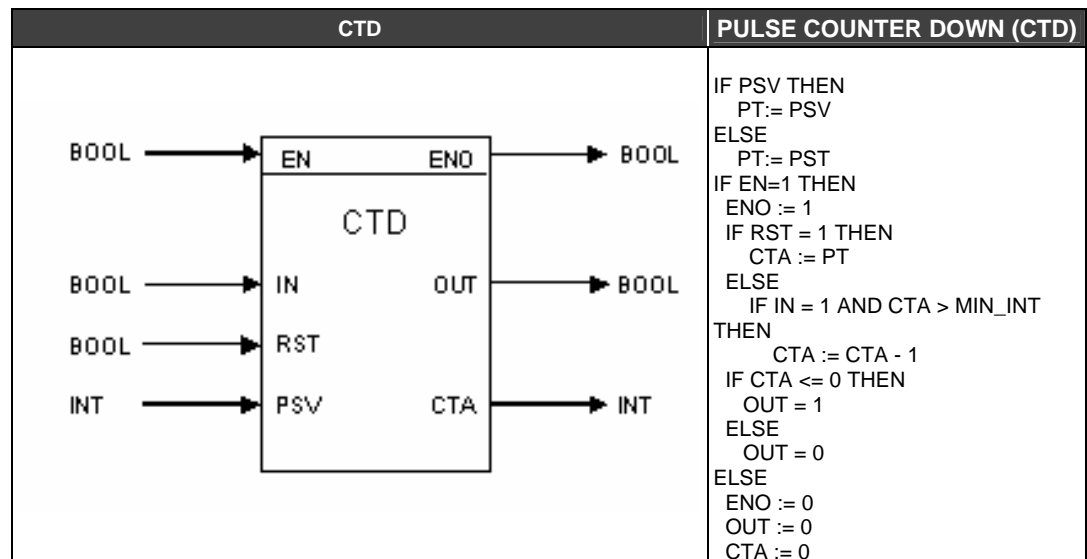 CTD
PULSE COUNTER DOWN (CTD)
BOOL
EN
ENO
BOOL
CTD
BOOL
IN
OUT
BOOL
BOOL
RST
INT
PSV
CTA
INT
IF PSV THEN
PT:= PSV
ELSE
PT:= PST
IF EN=1 THEN
ENO := 1
IF RST = 1 THEN
CTA := PT
ELSE
IF IN = 1 AND CTA > MIN_INT
THEN
CTA := CTA - 1
IF CTA <= 0 THEN
OUT = 1
ELSE
OUT = 0
ELSE
ENO := 0
OUT := 0
CTA := 0